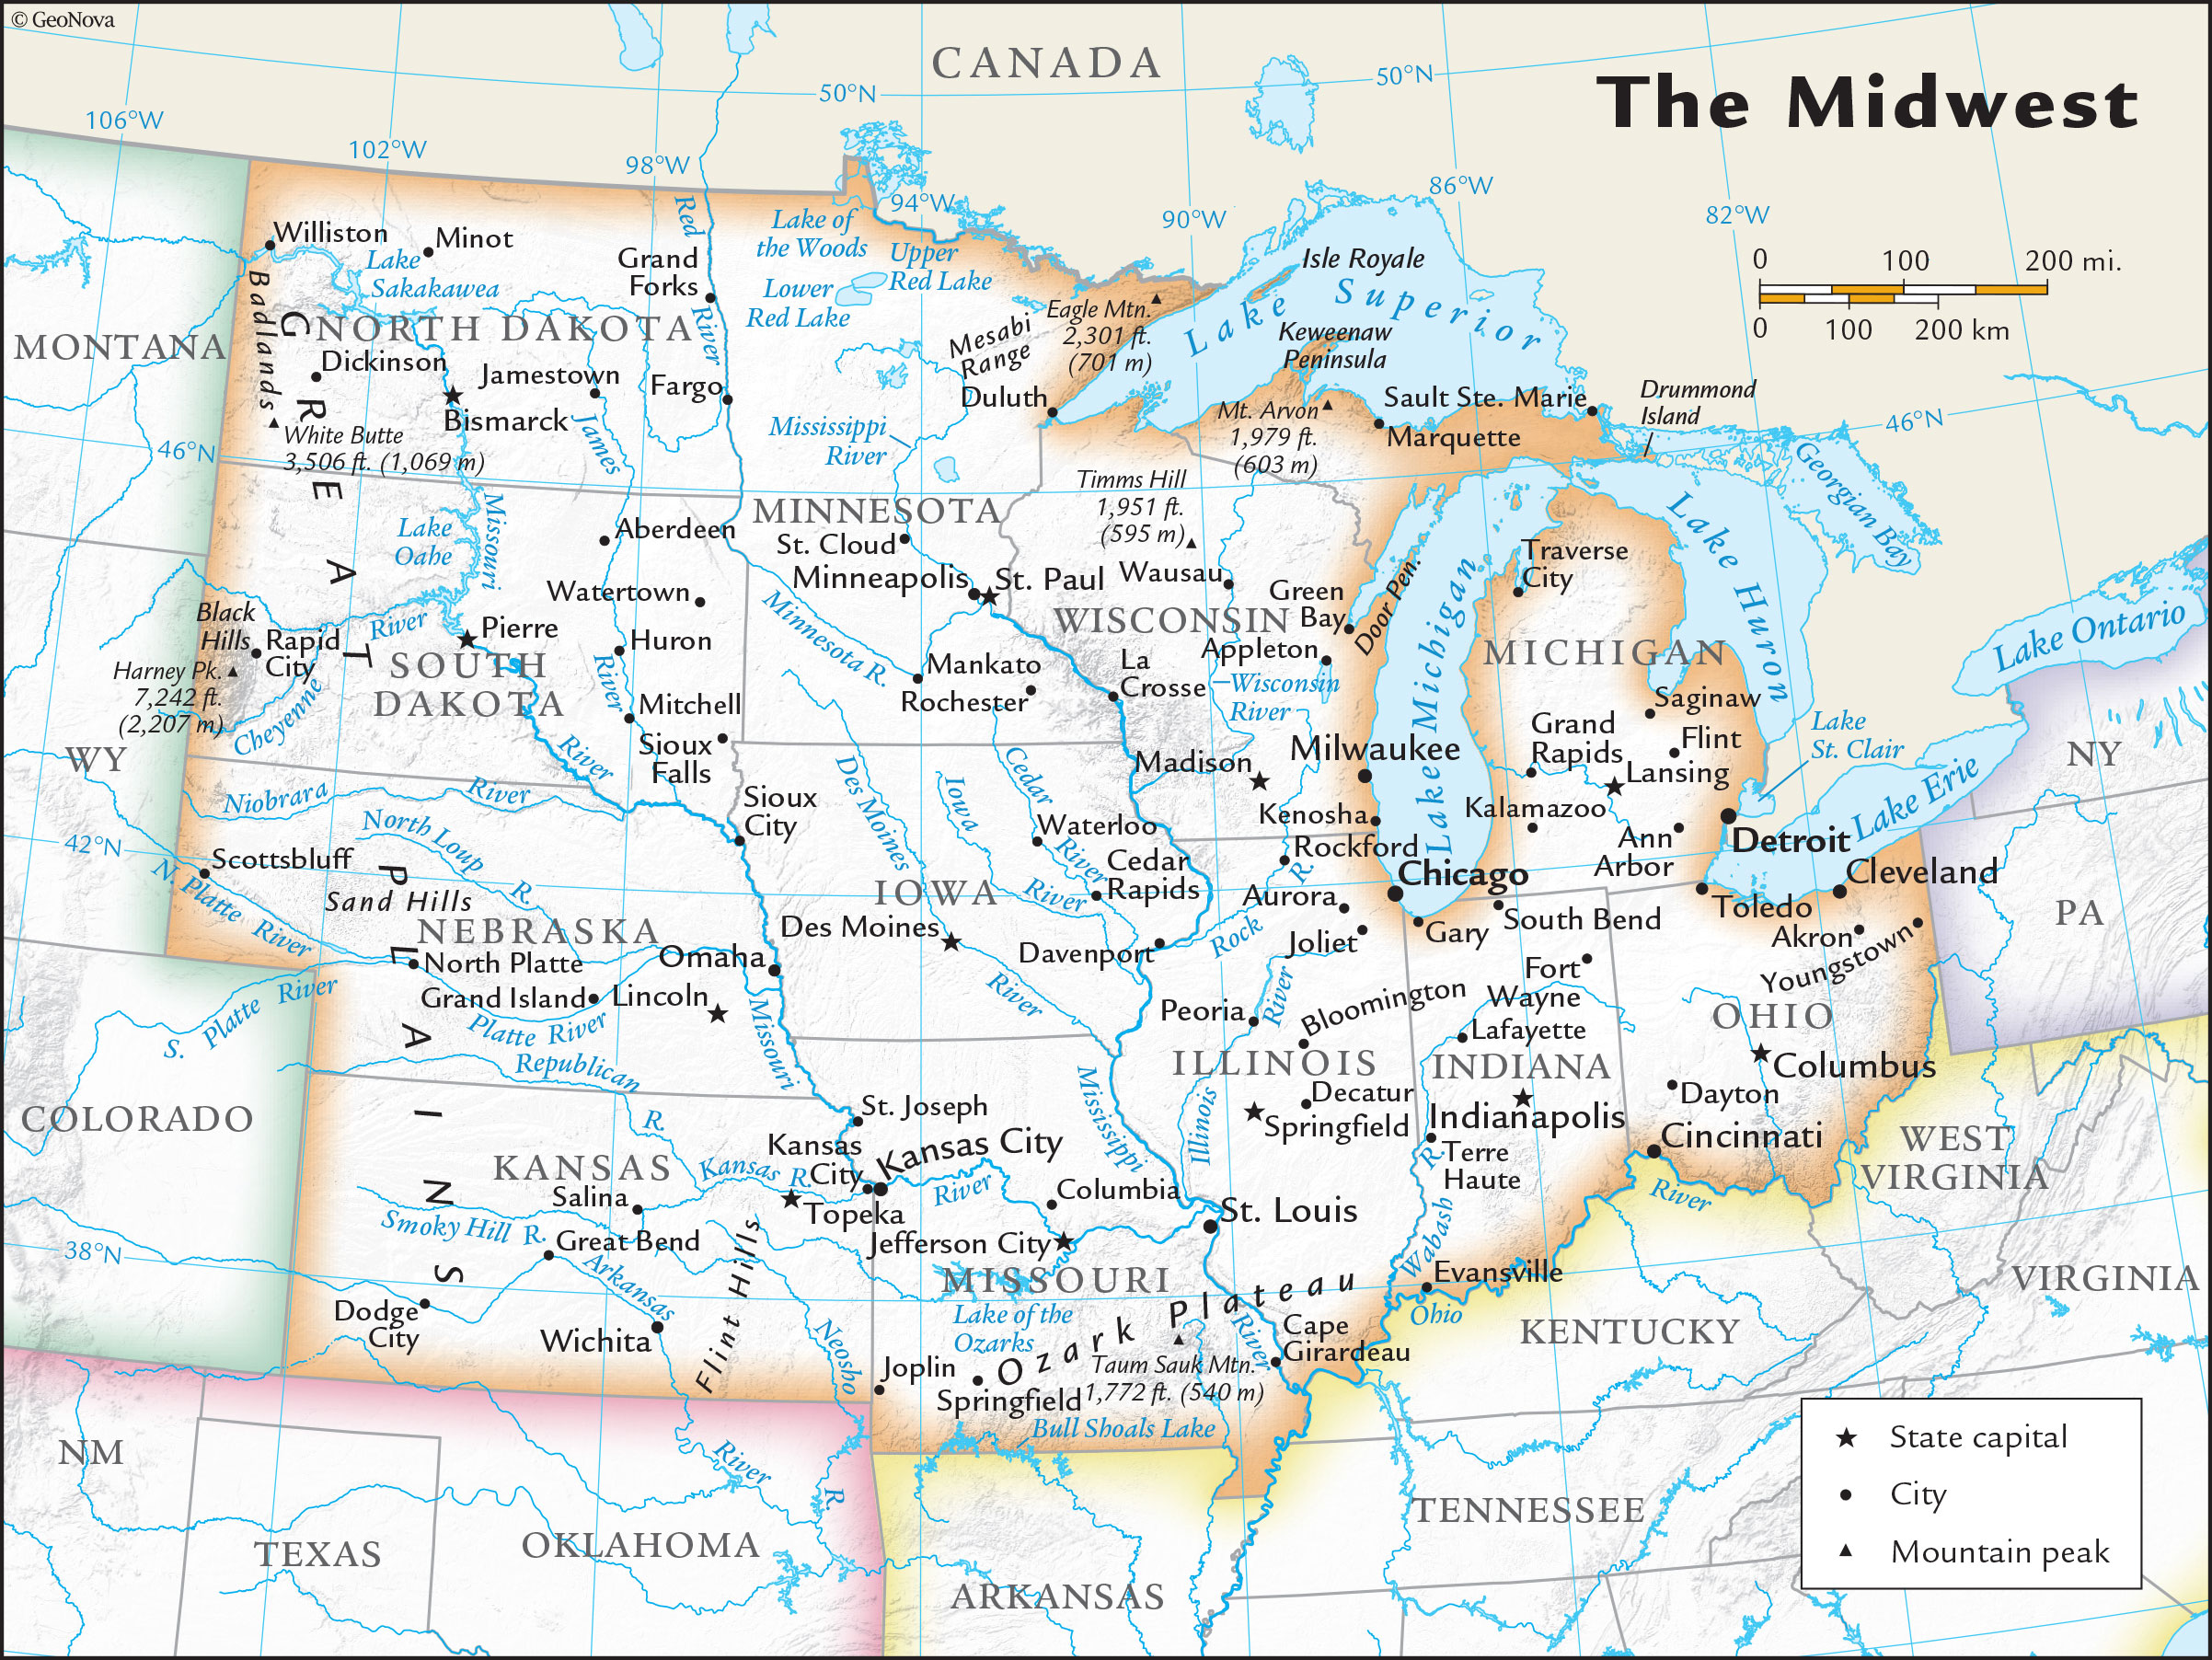 © GeoNova
CANADA
The Midwest
50°N
50°N
106°W
102°W
98°W
94°W
90°W
86°W
82°W
0 100 200 mi.
0 100 200 km
Williston
Minot
Lake
Sakakawea
Badlands
Grand
Forks
Red
River
Lake of
the Woods
Upper
Red Lake
Lower
Red Lake
Isle Royale
Lake Superior
Eagle Mtn.
2,301 ft.
(701 m)
Mesabi
Range
Keweenaw
Peninsula
MONTANA
NORTH DAKOTA
GREAT PLAINS
Dickinson
Jamestown
Fargo
Bismarck
James
River
Duluth
Sault Ste. Marie
Drummond
Island
Mt. Arvon
1,979 ft.
(603 m)
Marquette
46°N
46°N
White Butte
3,506 ft. (1,069 m)
Mississippi
River
Georgian Bay
Timms Hill
1,951 ft.
(595 m)
Lake Huron
MINNESOTA
Lake
Oahe
Missouri
River
Aberdeen
St. Cloud
Minneapolis
St. Paul
Wausau
Green
Bay
Door Pen.
Traverse
City
Watertown
Black
Hills
Rapid
City
River
Cheyenne
Harney Pk.
7,242 ft.
(2,207 m)
Pierre
Huron
SOUTH
DAKOTA
Minnesota R.
WISCONSIN
Appleton
Mankato
Rochester
La
Crosse
Wisconsin
River
Lake Michigan
Lake
MICHIGAN
Lake Ontario
Mitchell
Sioux
Falls
Saginaw
Grand
Rapids
Flint
Lansing
Lake
St. Clair
WY
NY
Milwaukee
Madison
Niobrara River
Sioux
City
Des Moines
River
Iowa
River
Cedar
River
Kenosha
Kalamazoo
Ann
Arbor
Detroit
Lake Erie
North Loup R.
Waterloo
Rockford
42°N
Scottsbluff
N. Platte River
Sand Hills
Cedar
Rapids
IOWA
Chicago
Cleveland
Aurora
Toledo
South Bend
Gary
PA
NEBRASKA
Des Moines
Omaha
Davenport
Rock R.
Joliet
Akron
Youngstown
North Platte
Grand Island
Lincoln
Fort
Wayne
S. Platte River
Platte River
Missouri
Peoria
River
Illinois
Bloomington
Lafayette
OHIO
Republican R.
Mississippi
River
ILLINOIS
INDIANA
Columbus
COLORADO
Decatur
Springfield
Dayton
Indianapolis
St. Joseph
Kansas
City
Kansas City
Cincinnati
WEST
VIRGINIA
KANSAS
Kansas R.
Terre
Haute
Salina
Topeka
River
Columbia
Wabash R.
River
Smoky Hill R.
St. Louis
Great Bend
Jefferson City
38°N
Arkansas
River
Flint Hills
MISSOURI
Evansville
VIRGINIA
Dodge
City
Lake of the
Ozarks
Ozark Plateau
Ohio
Wichita
Neosho
R.
Cape
Girardeau
KENTUCKY
Joplin
Springfield
Taum Sauk Mtn.
1,772 ft. (540 m)
Bull Shoals Lake
NM
State capital
City
Mountain peak
TENNESSEE
TEXAS
OKLAHOMA
ARKANSAS